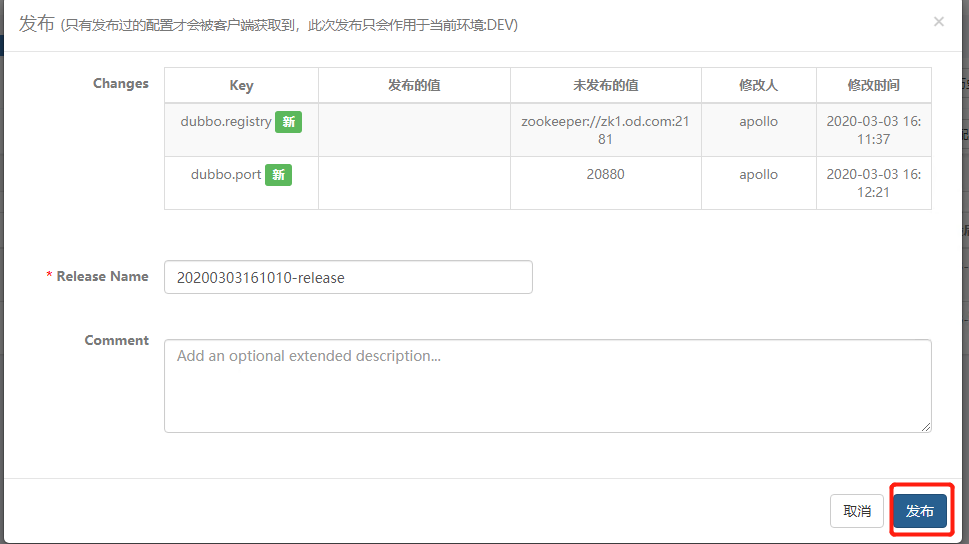 发布 (只有发布过的配置才会被客户端获取到，此次发布只会作用于当前环境:DEV)
×
Changes
Key 发布的值 未发布的值 修改人 修改时间
dubbo.registry 新 zookeeper://zk1.od.com:21 apollo 2020-03-03 16:
81 11:37
dubbo.port 新 20880 apollo 2020-03-03 16:
12:21
* Release Name 20200303161010-release
Comment
Add an optional extended description...
取消 发布